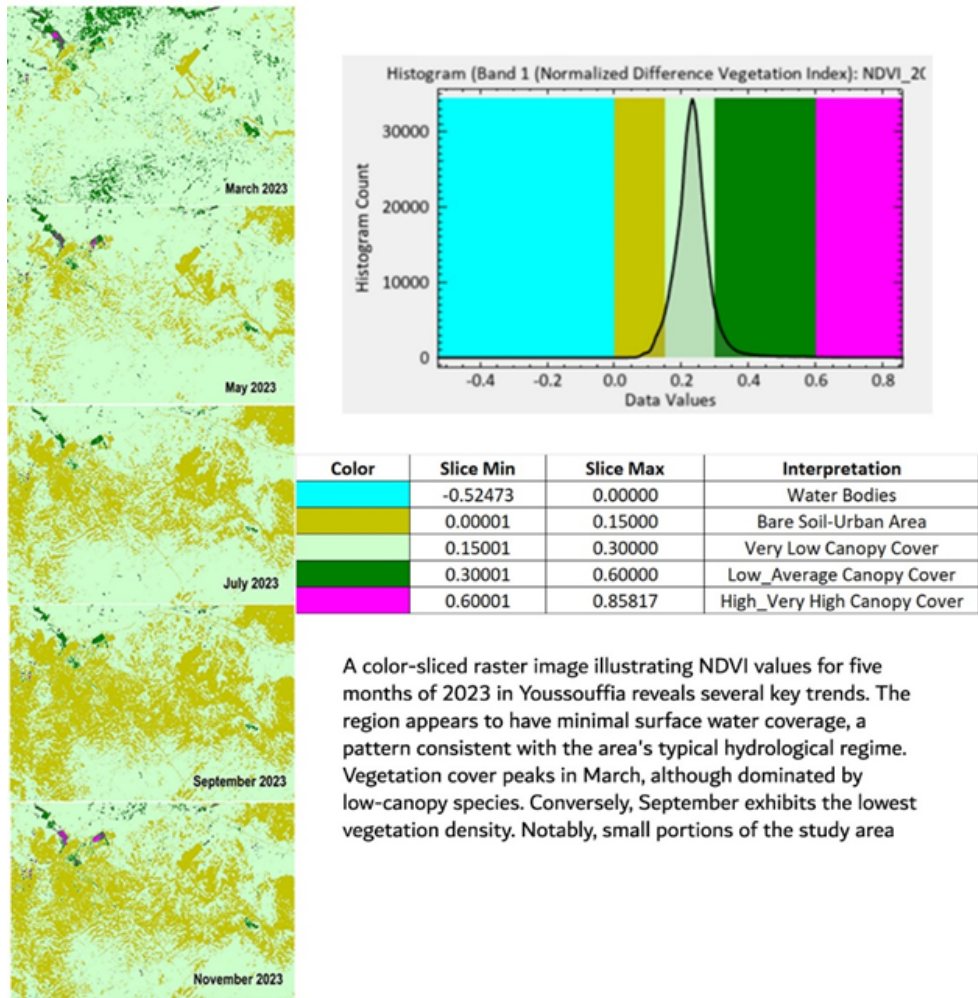 March 2023
May 2023
July 2023
September 2023
November 2023
Histogram (Band 1 (Normalized Difference Vegetation Index): NDVI_20
Histogram Count
30000
20000
10000
0
-0.4 -0.2 0.0 0.2 0.4 0.6 0.8
Data Values
Color Slice Min Slice Max Interpretation
-0.52473 0.00000 Water Bodies
0.00001 0.15000 Bare Soil-Urban Area
0.15001 0.30000 Very Low Canopy Cover
0.30001 0.60000 Low_Average Canopy Cover
0.60001 0.85817 High_Very High Canopy Cover
A color-sliced raster image illustrating NDVI values for five
months of 2023 in Youssouffia reveals several key trends. The
region appears to have minimal surface water coverage, a
pattern consistent with the area's typical hydrological regime.
Vegetation cover peaks in March, although dominated by
low-canopy species. Conversely, September exhibits the lowest
vegetation density. Notably, small portions of the study area